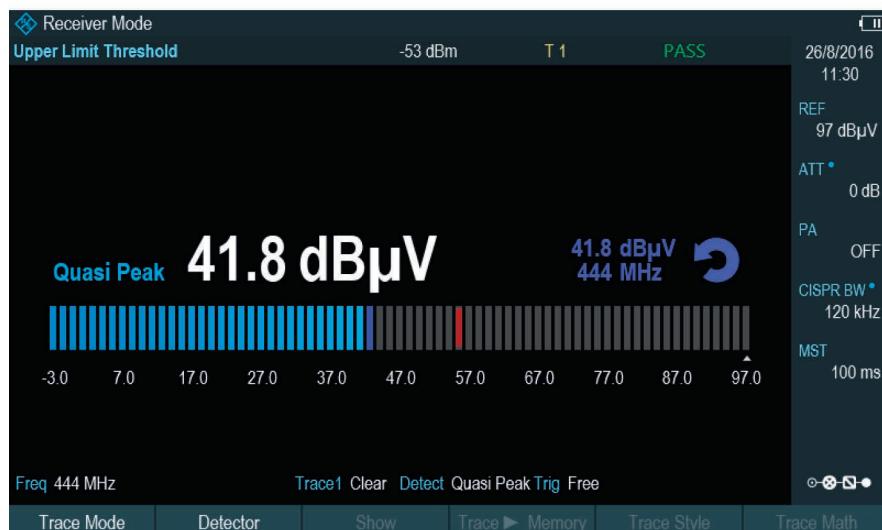 Receiver Mode
Upper Limit Threshold -53 dBm T 1 PASS
26/8/2016
11:30
REF
97 dBµV
ATT
0 dB
PA
OFF
CISPR BW
120 kHz
MST
100 ms
Quasi Peak 41.8 dBµV
41.8 dBµV
444 MHz
-3.0 7.0 17.0 27.0 37.0 47.0 57.0 67.0 77.0 87.0 97.0
Freq 444 MHz Trace1 Clear Detect Quasi Peak Trig Free
Trace Mode Detector Show Trace ► Memory Trace Style Trace Math